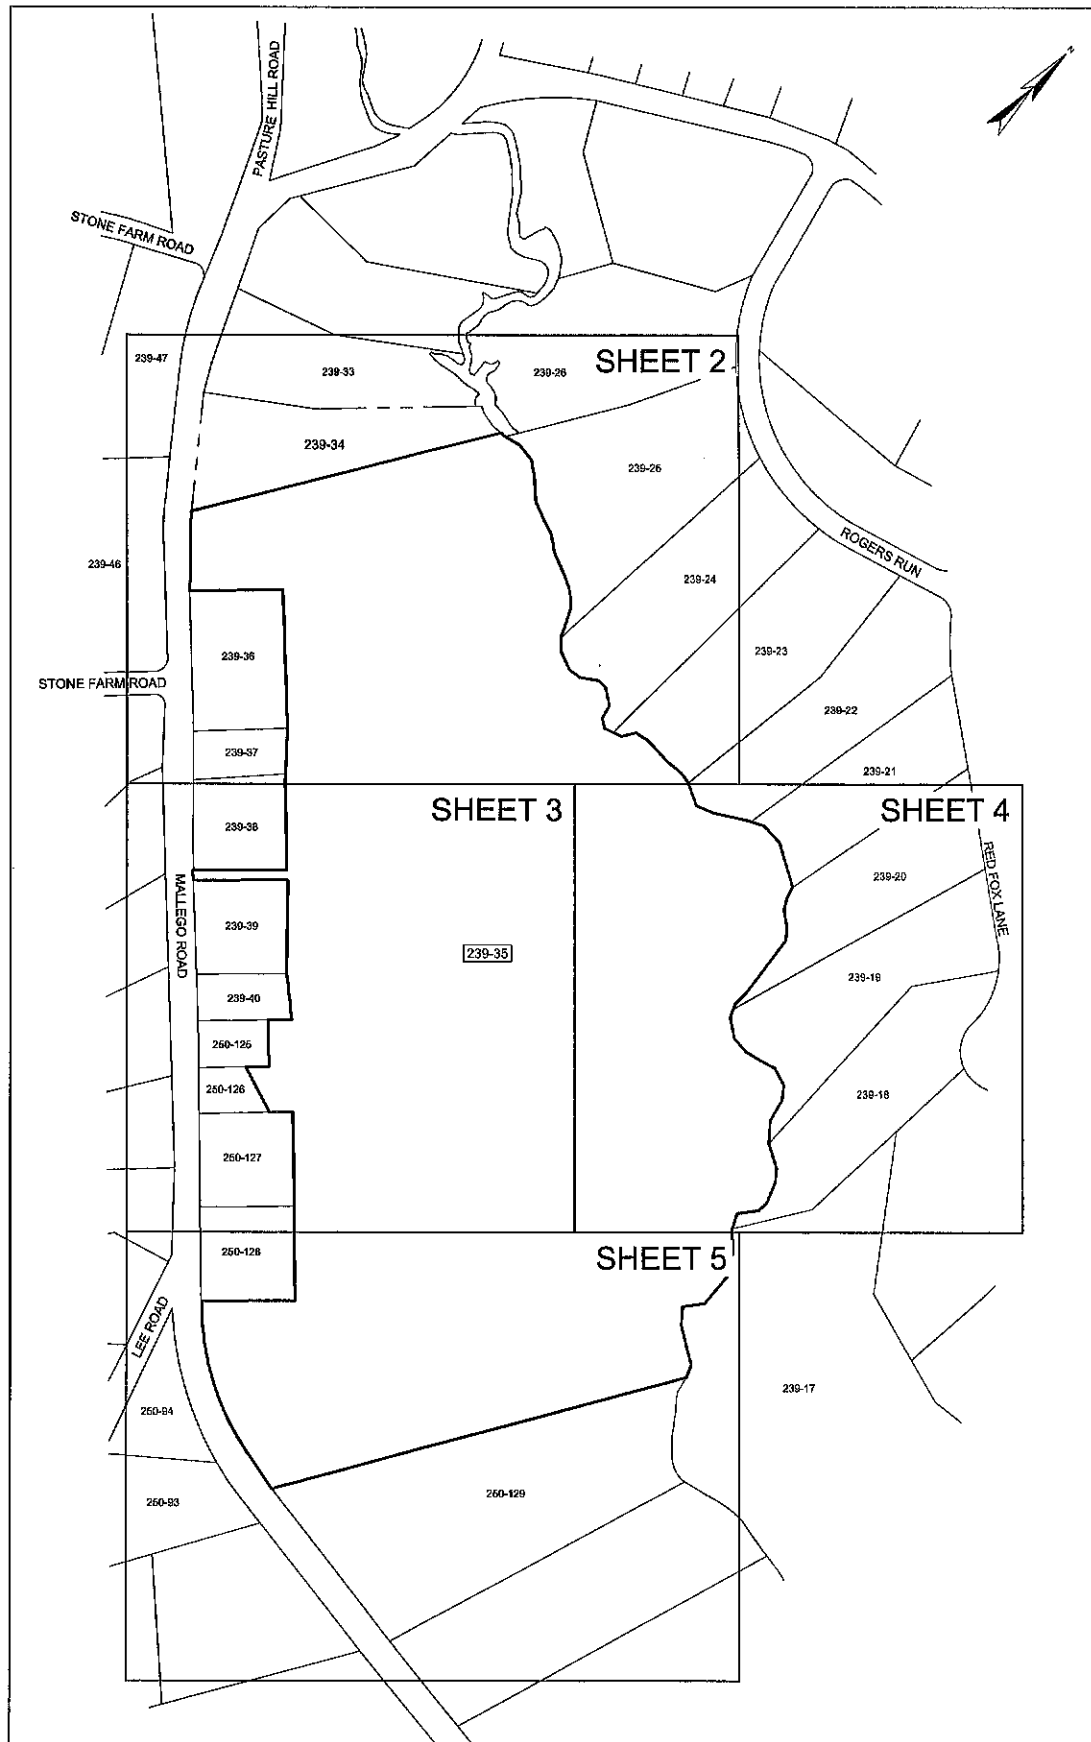 N
PASTURE HILL ROAD
STONE FARM ROAD
SHEET 2
239-47
239-33
239-26
239-34
239-26
239-46
ROGERS RUN
239-24
239-36
239-23
STONE FARM ROAD
239-22
239-37
239-21
SHEET 3
SHEET 4
239-38
RED FOX LANE
239-20
MALLEGO ROAD
239-39
239-35
239-19
239-40
250-125
250-126
239-18
250-127
250-128
SHEET 5
LEE ROAD
239-17
250-94
250-93
250-129